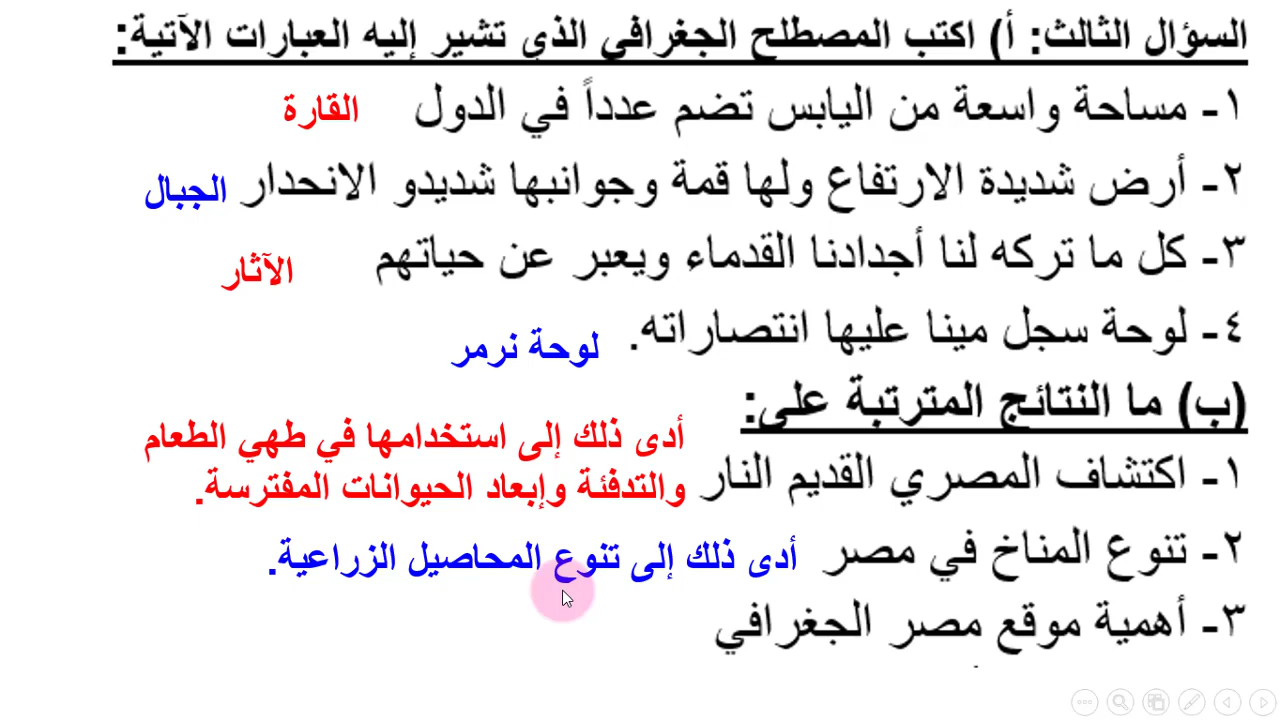 السؤال الثالث: أ) اكتب المصطلح الجغرافي الذي تشير إليه العبارات الآتية:
١- مساحة واسعة من اليابس تضم عدداً في الدول القارة
٢- أرض شديدة الارتفاع ولها قمة وجوانبها شديدو الانحدار الجبال
٣- كل ما تركه لنا أجدادنا القدماء ويعبر عن حياتهم الآثار
٤- لوحة سجل مينا عليها انتصاراته. لوحة نرمر
(ب) ما النتائج المترتبة على:
١- اكتشاف المصري القديم النار أدى ذلك إلى استخدامها في طهي الطعام
والتدفئة وإبعاد الحيوانات المفترسة.
٢- تنوع المناخ في مصر أدى ذلك إلى تنوع المحاصيل الزراعية.
٣- أهمية موقع مصر الجغرافي